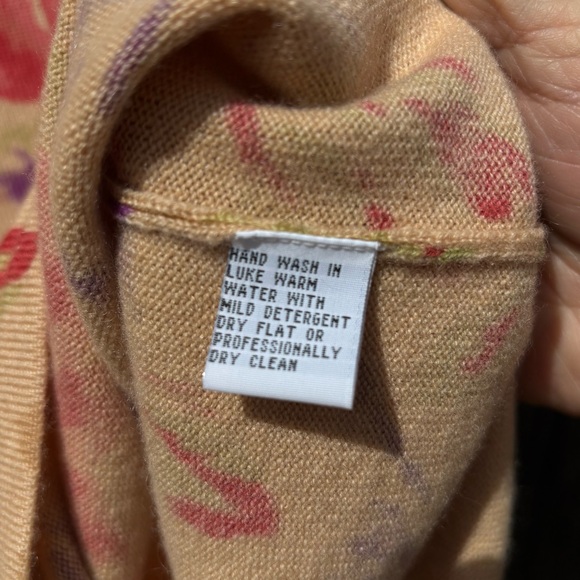 HAND WASH IN
LUKE WARM
WATER WITH
MILD DETERGENT
DRY FLAT OR
PROFESSIONALLY
DRY CLEAN